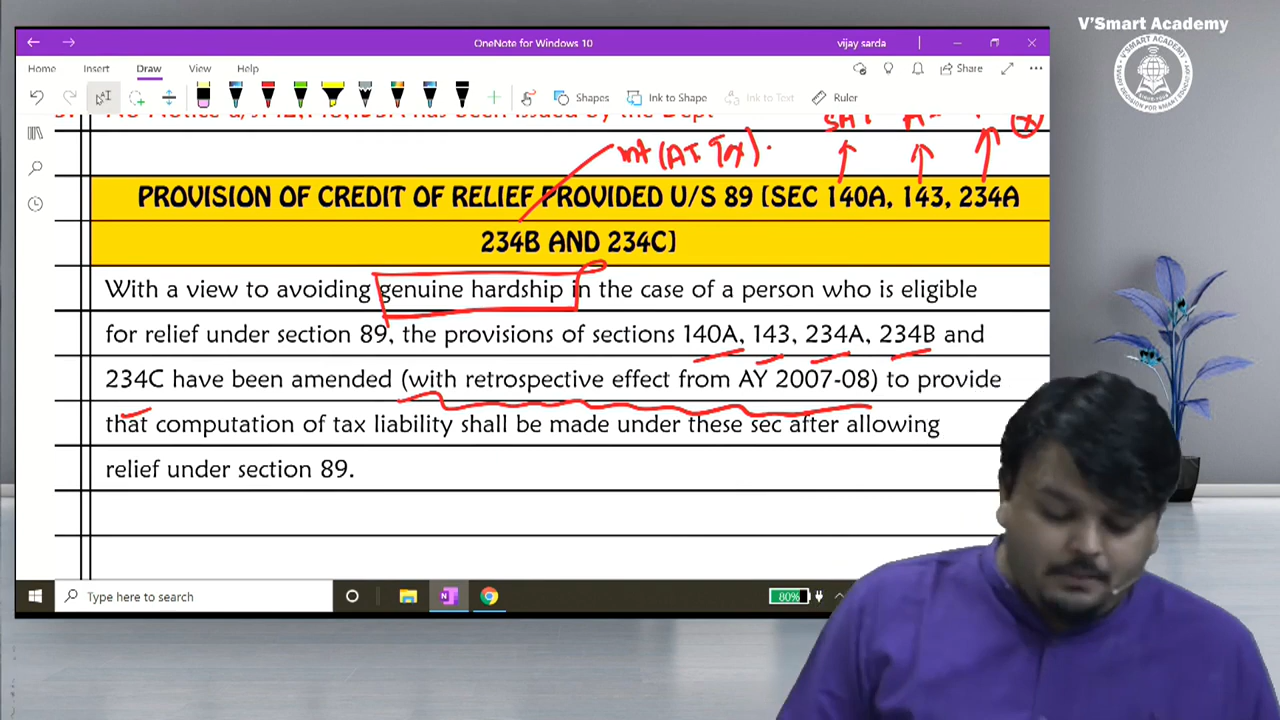 V'Smart Academy
OneNote for Windows 10
vijay sarda
Home Insert Draw View Help
Share
Shapes Ink to Shape Ink to Text Ruler
int (AT Tax).
PROVISION OF CREDIT OF RELIEF PROVIDED U/S 89 [SEC 140A, 143, 234A
234B AND 234C]
With a view to avoiding genuine hardship in the case of a person who is eligible
for relief under section 89, the provisions of sections 140A, 143, 234A, 234B and
234C have been amended (with retrospective effect from AY 2007-08) to provide
that computation of tax liability shall be made under these sec after allowing
relief under section 89.
Type here to search
80%